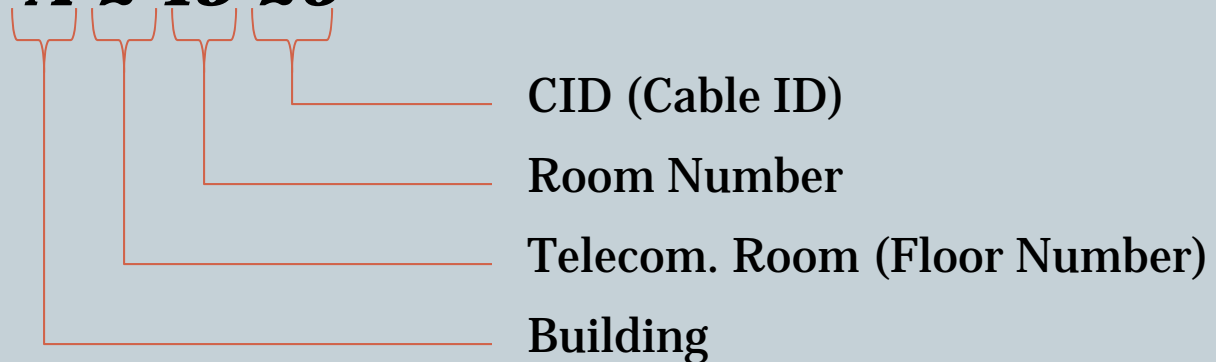 CID (Cable ID)
Room Number
Telecom. Room (Floor Number)
Building